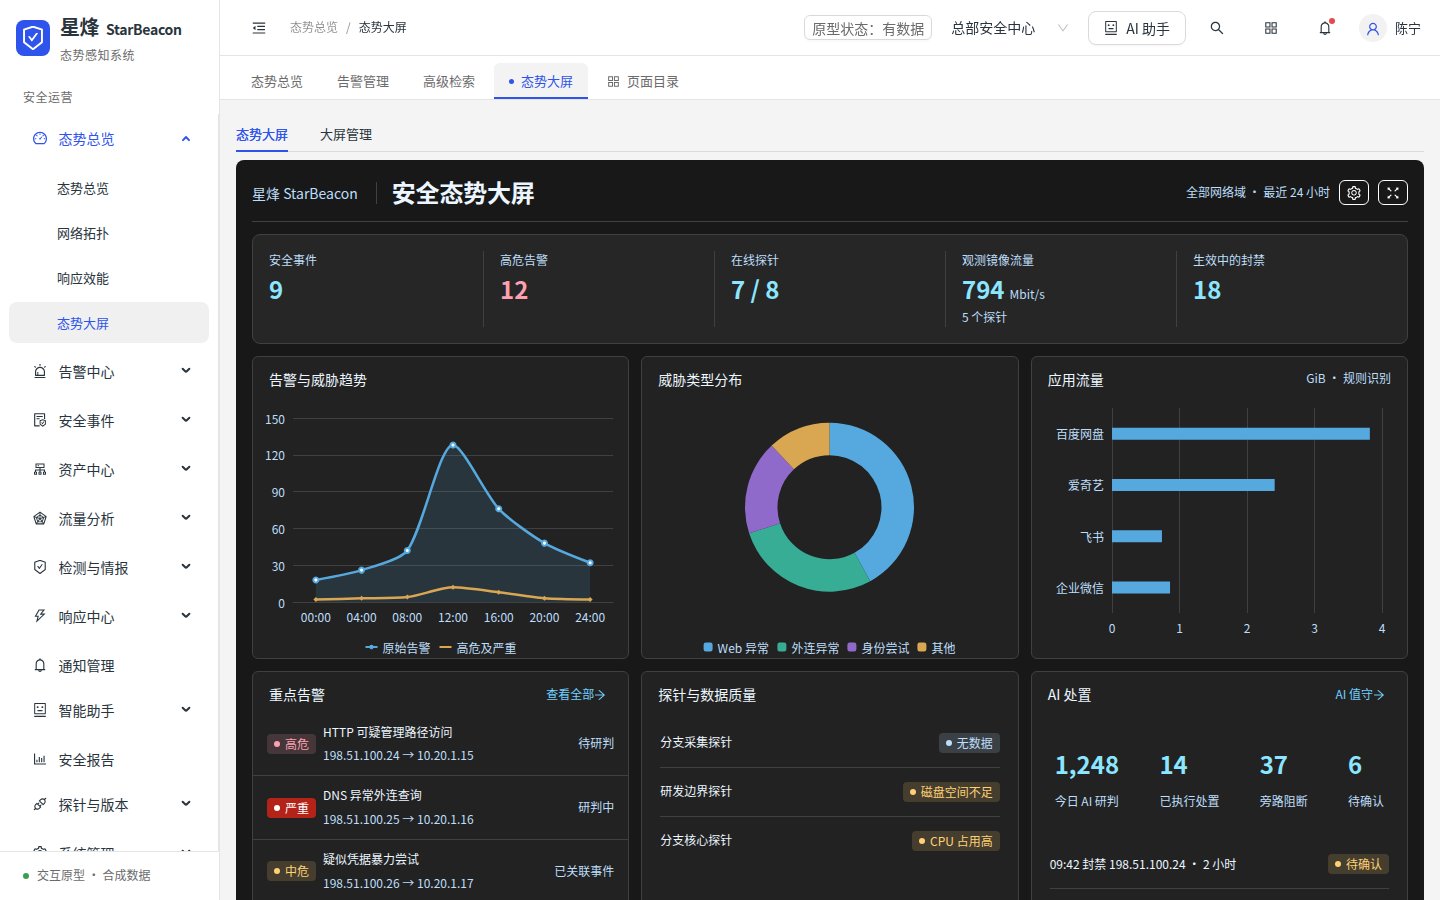 星烽 StarBeacon
态势感知系统
安全运营
态势总览
态势总览
网络拓扑
响应效能
态势大屏
告警中心
安全事件
资产中心
流量分析
检测与情报
响应中心
通知管理
智能助手
安全报告
探针与版本
系统管理
交互原型 · 合成数据
态势总览 / 态势大屏
原型状态：有数据
总部安全中心
AI 助手
陈宁
态势总览
告警管理
高级检索
态势大屏
页面目录
态势大屏
大屏管理
星烽 StarBeacon
安全态势大屏
全部网络域 · 最近 24 小时
安全事件
9
高危告警
12
在线探针
7 / 8
观测镜像流量
794 Mbit/s
5 个探针
生效中的封禁
18
告警与威胁趋势
150
120
90
60
30
0
00:00 04:00 08:00 12:00 16:00 20:00 24:00
原始告警 高危及严重
威胁类型分布
Web 异常 外连异常 身份尝试 其他
应用流量
GiB · 规则识别
百度网盘
爱奇艺
飞书
企业微信
0 1 2 3 4
重点告警
查看全部
高危
HTTP 可疑管理路径访问
198.51.100.24 → 10.20.1.15
待研判
严重
DNS 异常外连查询
198.51.100.25 → 10.20.1.16
研判中
中危
疑似凭据暴力尝试
198.51.100.26 → 10.20.1.17
已关联事件
探针与数据质量
分支采集探针
无数据
研发边界探针
磁盘空间不足
分支核心探针
CPU 占用高
AI 处置
AI 值守
1,248
今日 AI 研判
14
已执行处置
37
旁路阻断
6
待确认
09:42 封禁 198.51.100.24 · 2 小时
待确认